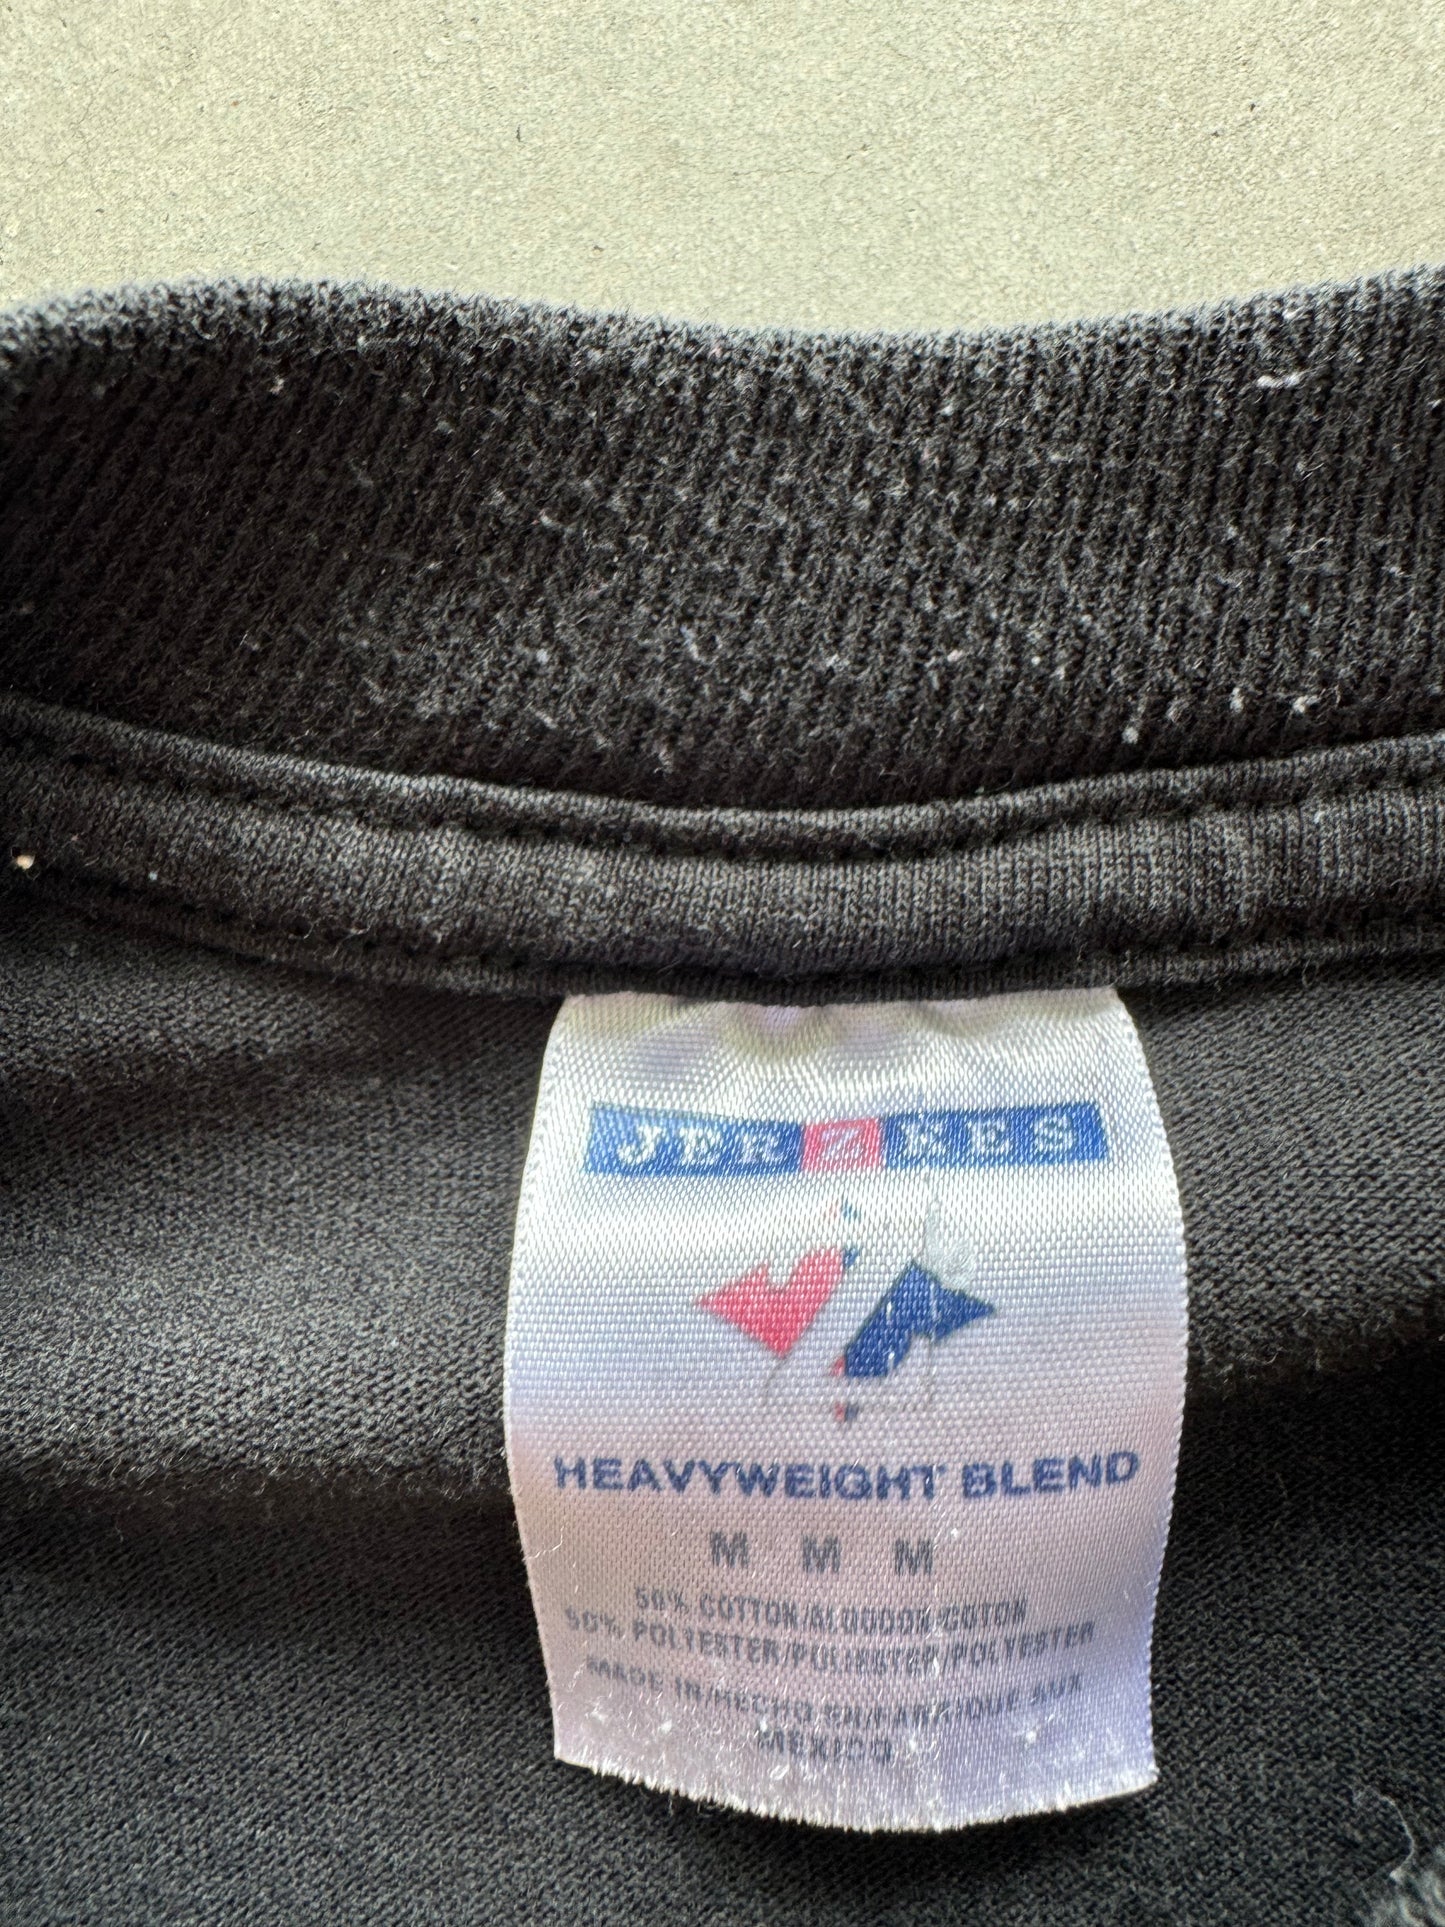 JERZEES
HEAVYWEIGHT BLEND
M M M
50% COTTON/ALGODON/COTON
50% POLYESTER/POLIESTER/POLYESTER
MADE IN/HECHO EN/FABRIQUE AUX
MEXICO